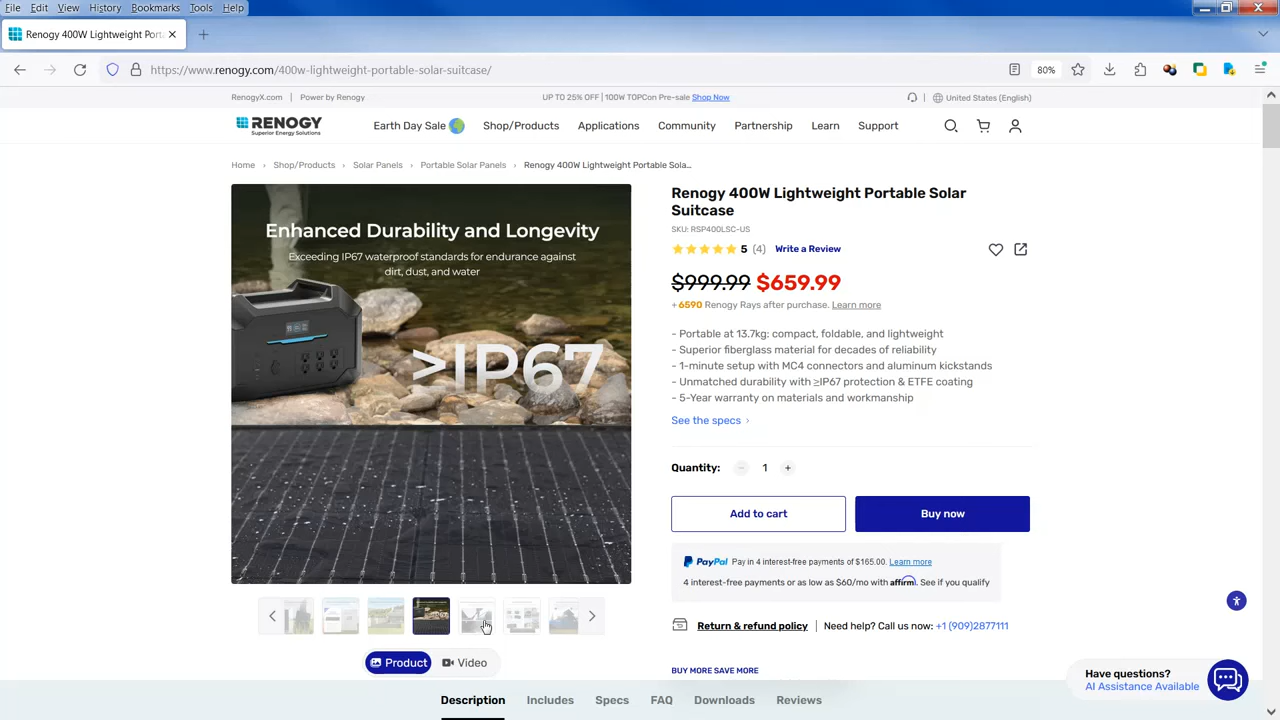 File Edit View History Bookmarks Tools Help
Renogy 400W Lightweight Port
https://www.renogy.com/400w-lightweight-portable-solar-suitcase/
80%
RenogyX.com | Power by Renogy
UP TO 25% OFF | 100W TOPCon Pre-sale Shop Now
United States (English)
RENOGY
Superior Energy Solutions
Earth Day Sale
Shop/Products
Applications
Community
Partnership
Learn
Support
Home › Shop/Products › Solar Panels › Portable Solar Panels › Renogy 400W Lightweight Portable Sola...
Enhanced Durability and Longevity
Exceeding IP67 waterproof standards for endurance against
dirt, dust, and water
>IP67
Product
Video
Renogy 400W Lightweight Portable Solar
Suitcase
SKU: RSP400LSC-US
5 (4) Write a Review
$999.99 $659.99
+6590 Renogy Rays after purchase. Learn more
- Portable at 13.7kg: compact, foldable, and lightweight
- Superior fiberglass material for decades of reliability
- 1-minute setup with MC4 connectors and aluminum kickstands
- Unmatched durability with ≥IP67 protection & ETFE coating
- 5-Year warranty on materials and workmanship
See the specs ›
Quantity: − 1 +
Add to cart
Buy now
PayPal Pay in 4 interest-free payments of $165.00. Learn more
4 interest-free payments or as low as $60/mo with affirm. See if you qualify
Return & refund policy | Need help? Call us now: +1 (909)2877111
BUY MORE SAVE MORE
Have questions?
AI Assistance Available
Description
Includes
Specs
FAQ
Downloads
Reviews